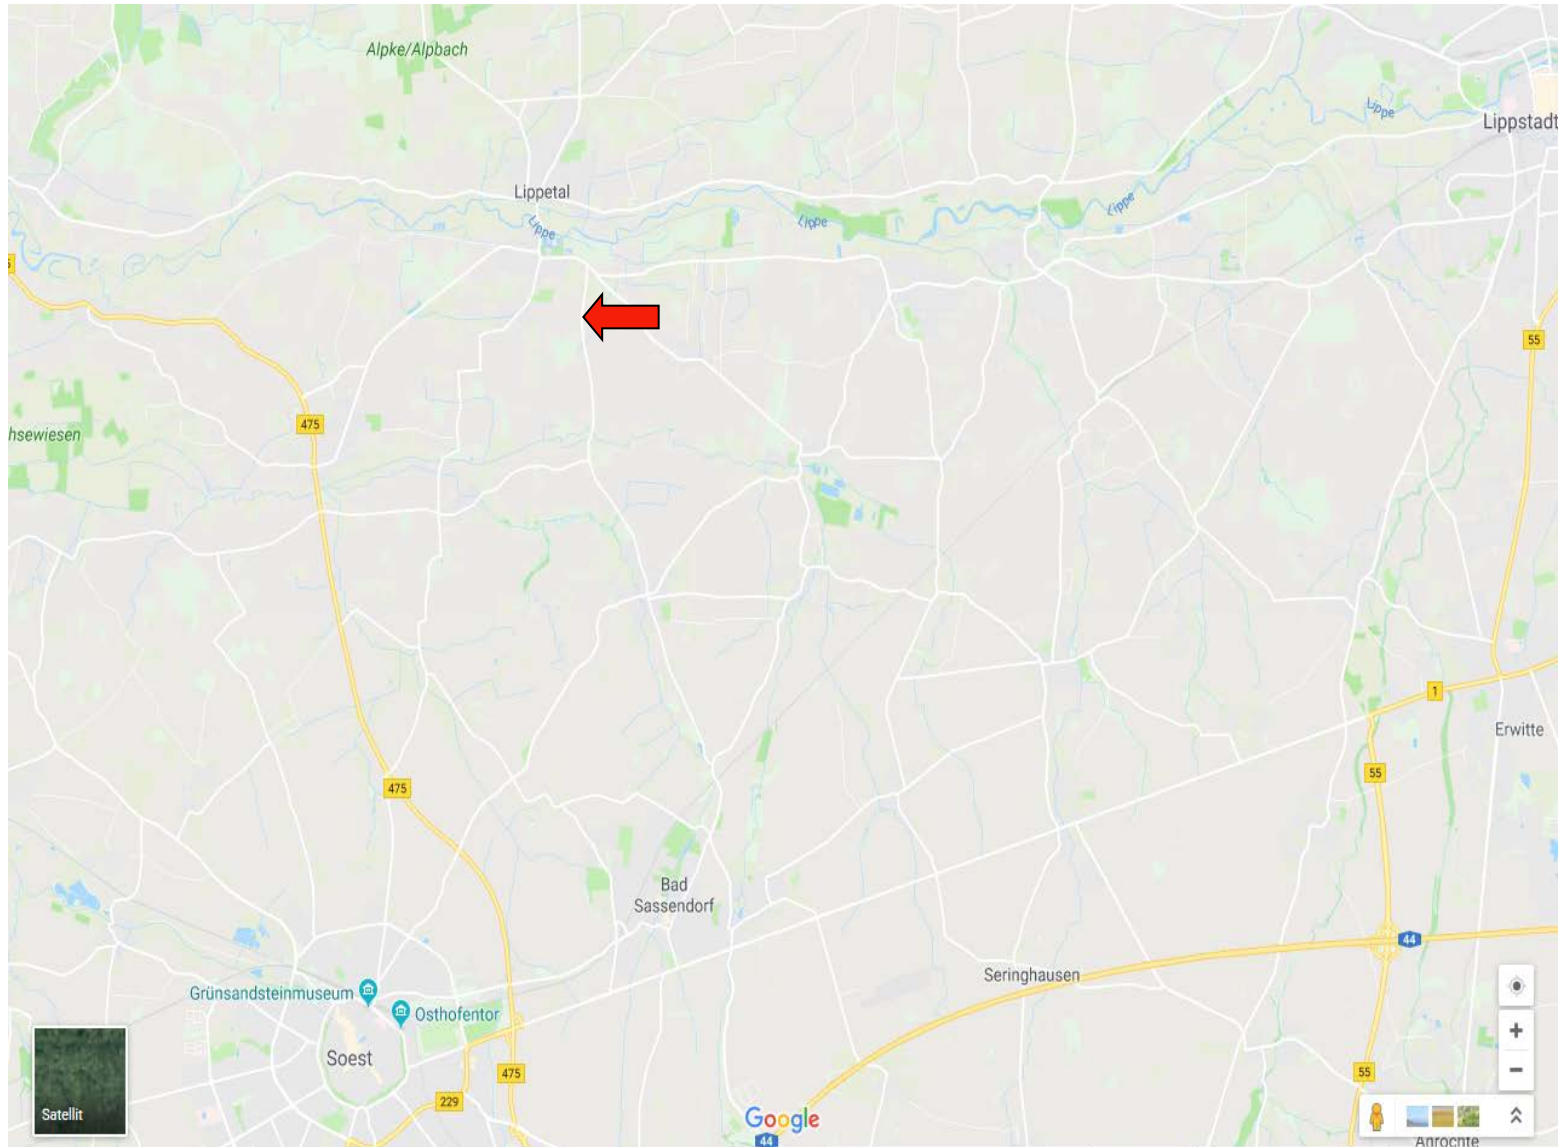 Alpke/Alpbach
Lippe
Lippstadt
Lippetal
Lippe
Lippe
Lippe
55
475
hsewiesen
1
Erwitte
55
475
Bad
Sassendorf
44
Seringhausen
Grünsandsteinmuseum
Osthofentor
Soest
475
55
229
Satellit
Google
44
Anröchte